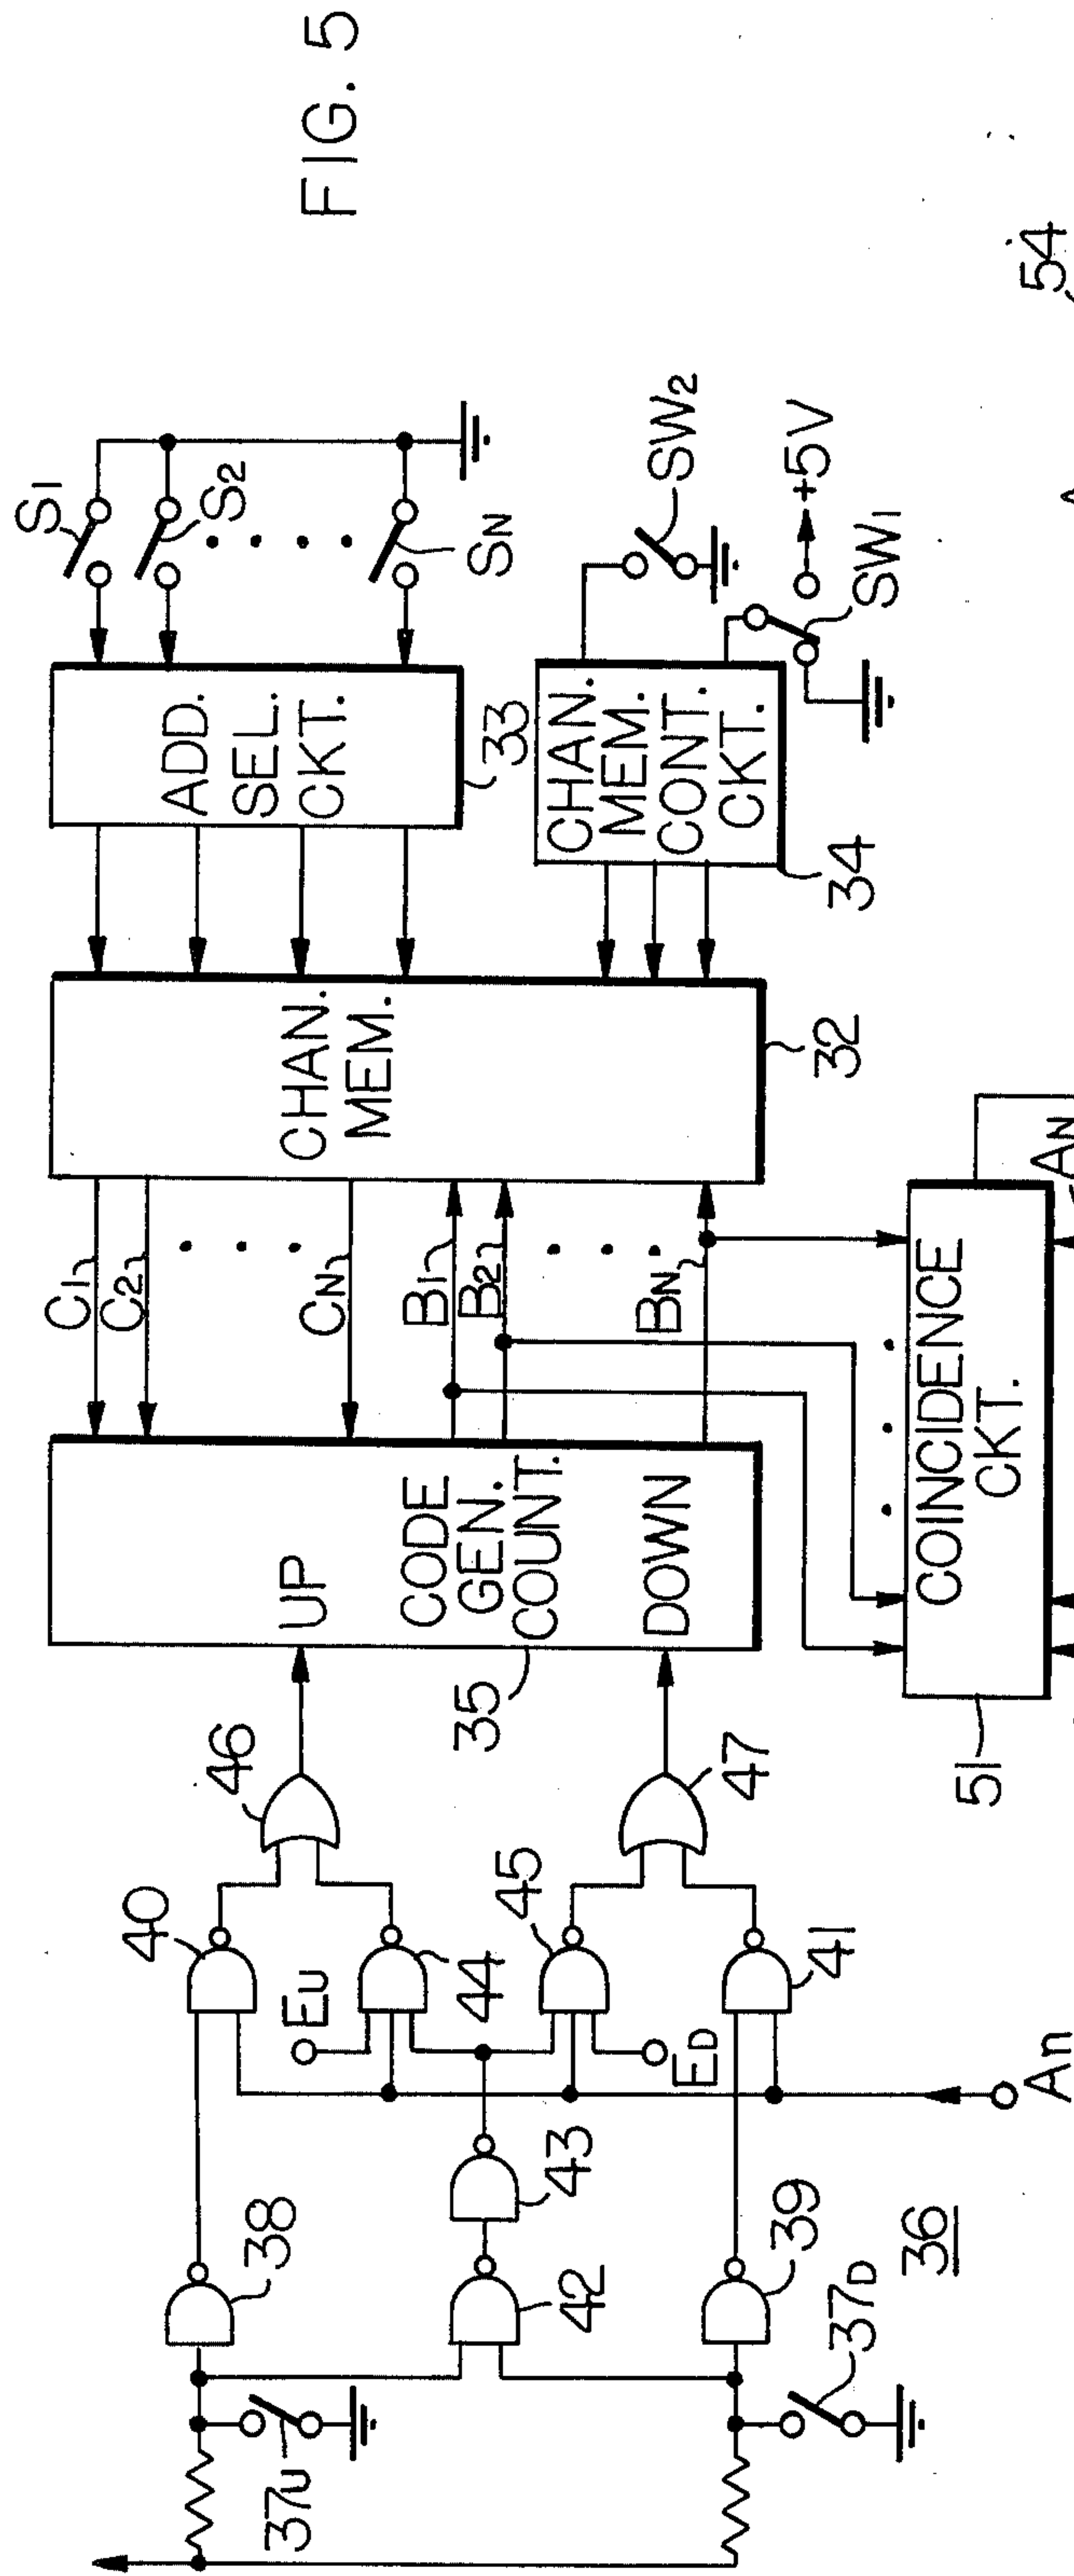 FIG. 5
S1
S2
SN
ADD.
SEL.
CKT.
33
CHAN.
MEM.
CONT.
CKT.
34
SW2
SW1
+5V
CHAN.
MEM.
32
C1
C2
CN
B1
B2
BN
UP
CODE
GEN.
COUNT.
DOWN
35
COINCIDENCE
CKT.
51
AN
54
46
47
40
44
45
41
EU
ED
An
43
42
38
39
37U
37D
36